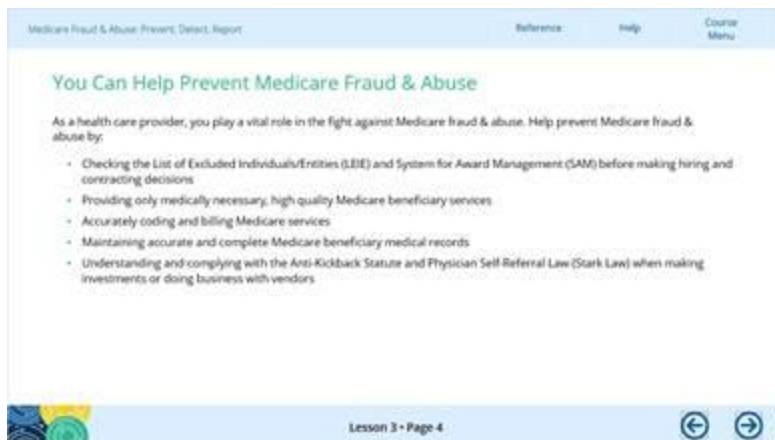 Medicare Fraud & Abuse: Prevent, Detect, Report
Reference
Help
Course
Menu
You Can Help Prevent Medicare Fraud & Abuse
As a health care provider, you play a vital role in the fight against Medicare fraud & abuse. Help prevent Medicare fraud &
abuse by:
• Checking the List of Excluded Individuals/Entities (LEIE) and System for Award Management (SAM) before making hiring and
contracting decisions
• Providing only medically necessary, high quality Medicare beneficiary services
• Accurately coding and billing Medicare services
• Maintaining accurate and complete Medicare beneficiary medical records
• Understanding and complying with the Anti-Kickback Statute and Physician Self-Referral Law (Stark Law) when making
investments or doing business with vendors
Lesson 3 • Page 4